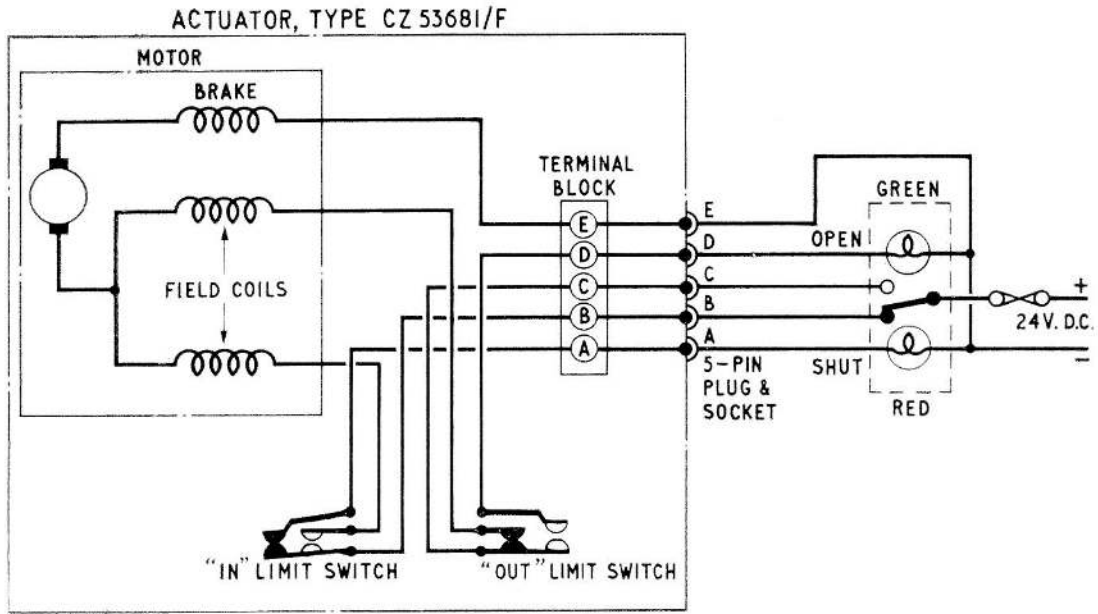 ACTUATOR, TYPE CZ 53681/F
MOTOR
BRAKE
FIELD COILS
TERMINAL
BLOCK
E
D
C
B
A
E
D
C
B
A
5-PIN
PLUG &
SOCKET
GREEN
OPEN
+
24V. D.C.
−
SHUT
RED
"IN" LIMIT SWITCH
"OUT" LIMIT SWITCH